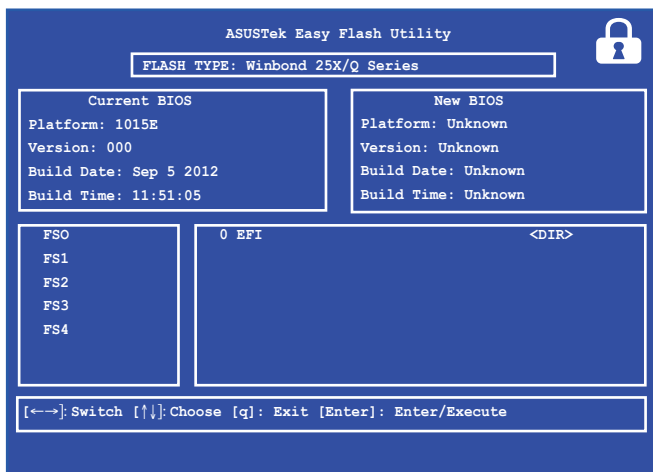 ASUSTek Easy Flash Utility
FLASH TYPE: Winbond 25X/Q Series
Current BIOS
Platform: 1015E
Version: 000
Build Date: Sep 5 2012
Build Time: 11:51:05
New BIOS
Platform: Unknown
Version: Unknown
Build Date: Unknown
Build Time: Unknown
FSO
FS1
FS2
FS3
FS4
0 EFI <DIR>
[←→]: Switch [↑↓]: Choose [q]: Exit [Enter]: Enter/Execute